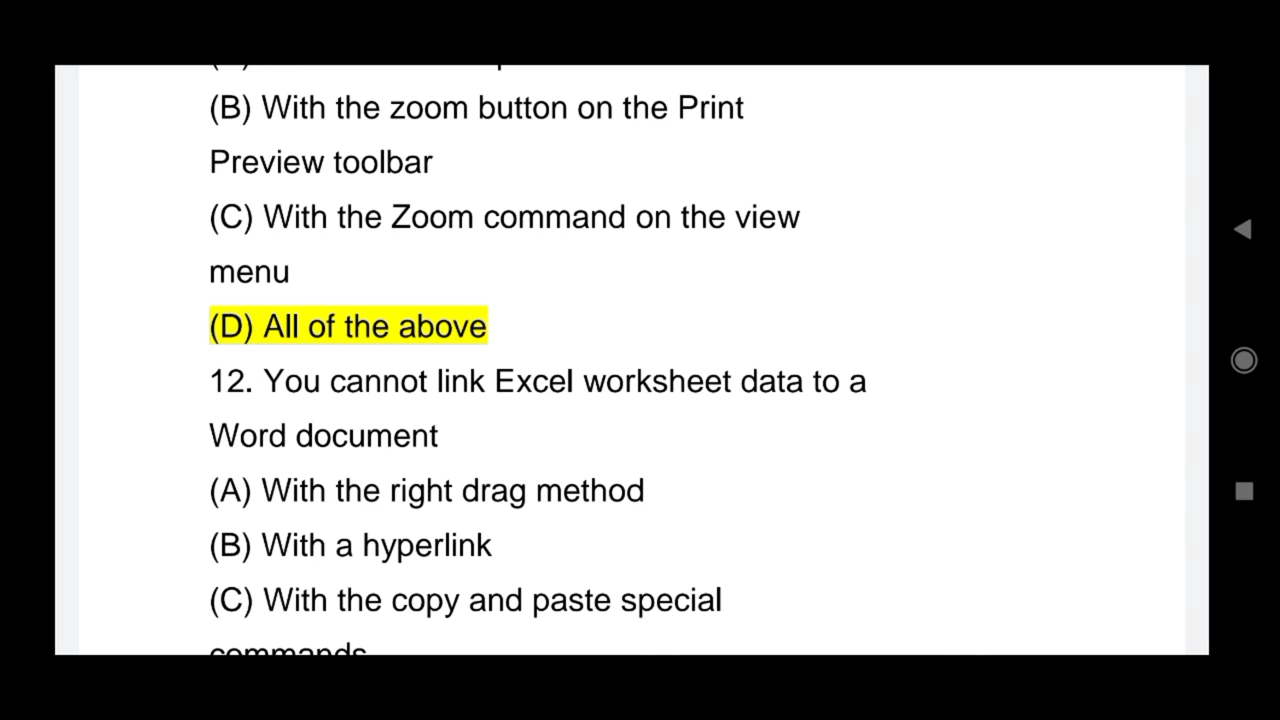 (B) With the zoom button on the Print
Preview toolbar
(C) With the Zoom command on the view
menu
(D) All of the above
12. You cannot link Excel worksheet data to a
Word document
(A) With the right drag method
(B) With a hyperlink
(C) With the copy and paste special
commands